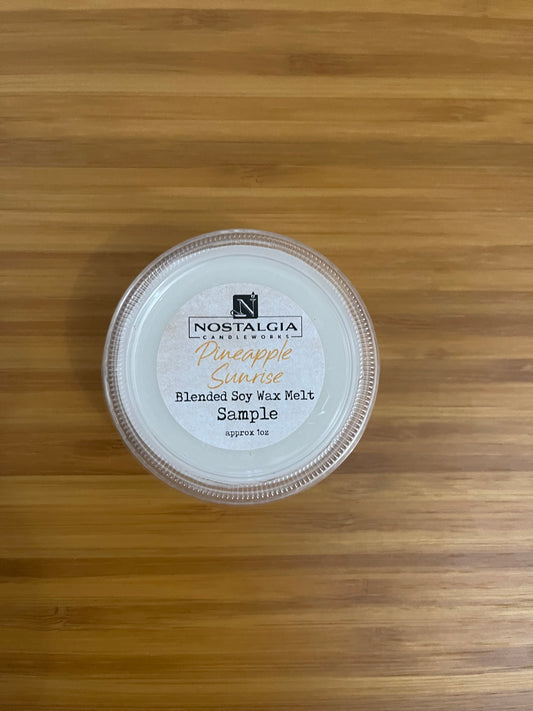 N
NOSTALGIA
CANDLEWORKS
Pineapple
Sunrise
Blended Soy Wax Melt
Sample
approx 1oz